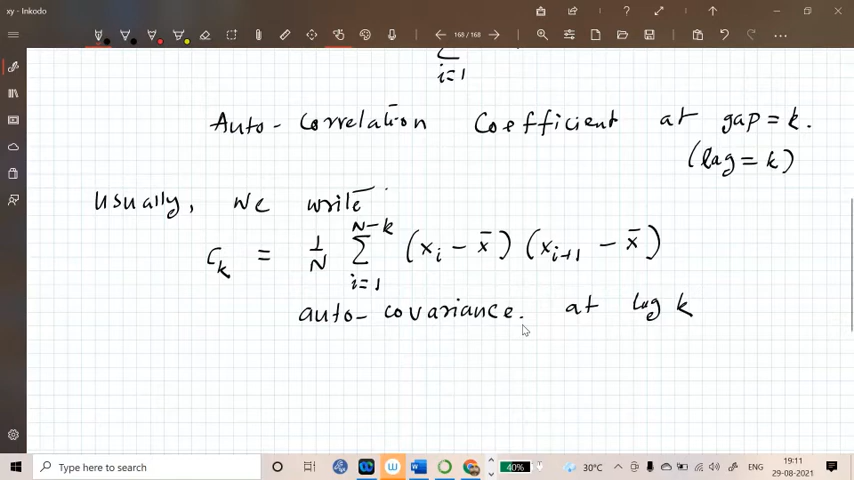 xy - Inkodo
168 / 168
∑
i=1
Auto-correlation Coefficient at gap = k.
(lag = k)
Usually, we write
C_k = 1/N ∑_{i=1}^{N-k} (x_i - x̄) (x_{i+1} - x̄)
auto-covariance. at lag k
Type here to search
40%
30°C
ENG
19:11
29-08-2021